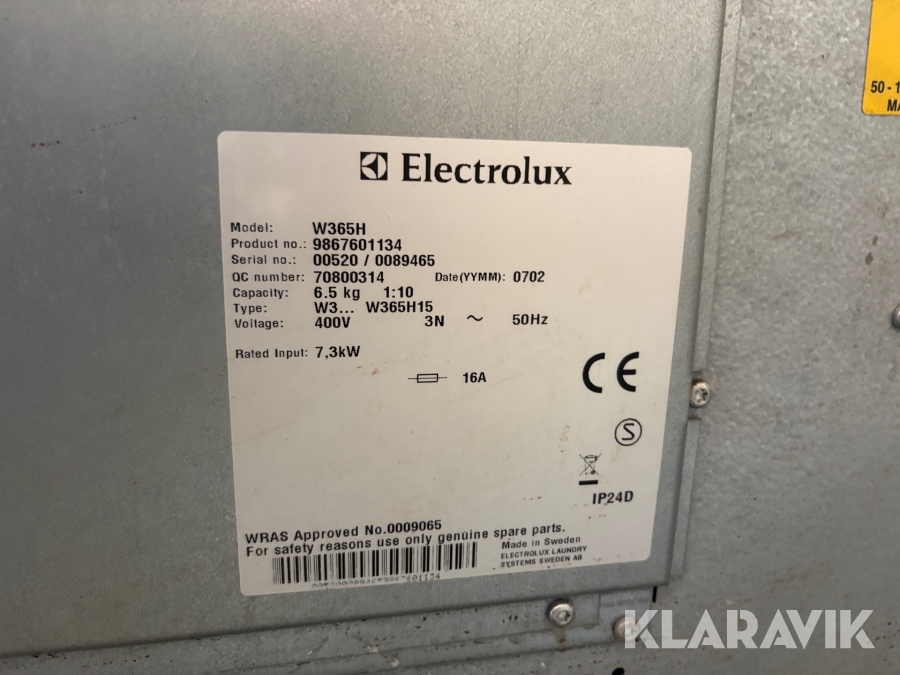 Electrolux
Model: W365H
Product no.: 9867601134
Serial no.: 00520 / 0089465
QC number: 70800314 Date(YYMM): 0702
Capacity: 6.5 kg 1:10
Type: W3... W365H15
Voltage: 400V 3N ~ 50Hz
Rated Input: 7,3kW
16A
CE
S
IP24D
WRAS Approved No.0009065
For safety reasons use only genuine spare parts.
Made in Sweden
ELECTROLUX LAUNDRY
SYSTEMS SWEDEN AB
50-1
MA
KLARAVIK